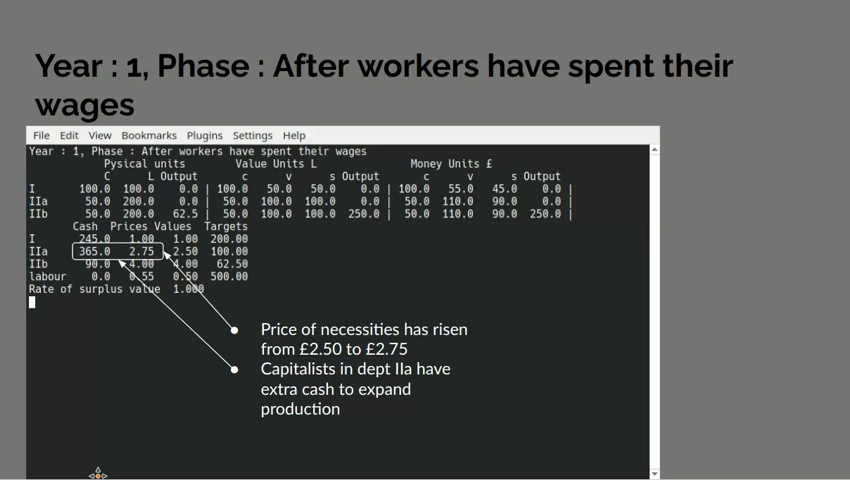 Year : 1, Phase : After workers have spent their
wages
File Edit View Bookmarks Plugins Settings Help
Year : 1, Phase : After workers have spent their wages
Pysical units Value Units L Money Units £
C L Output c v s Output c v s Output
I 100.0 100.0 0.0 | 100.0 50.0 50.0 0.0 | 100.0 55.0 45.0 0.0 |
IIa 50.0 200.0 0.0 | 50.0 100.0 100.0 0.0 | 50.0 110.0 90.0 0.0 |
IIb 50.0 200.0 62.5 | 50.0 100.0 100.0 250.0 | 50.0 110.0 90.0 250.0 |
Cash Prices Values Targets
I 245.0 1.00 1.00 200.00
IIa 365.0 2.75 2.50 100.00
IIb 90.0 4.00 4.00 62.50
labour 0.0 0.55 0.50 500.00
Rate of surplus value 1.000
Price of necessities has risen
from £2.50 to £2.75
Capitalists in dept IIa have
extra cash to expand
production